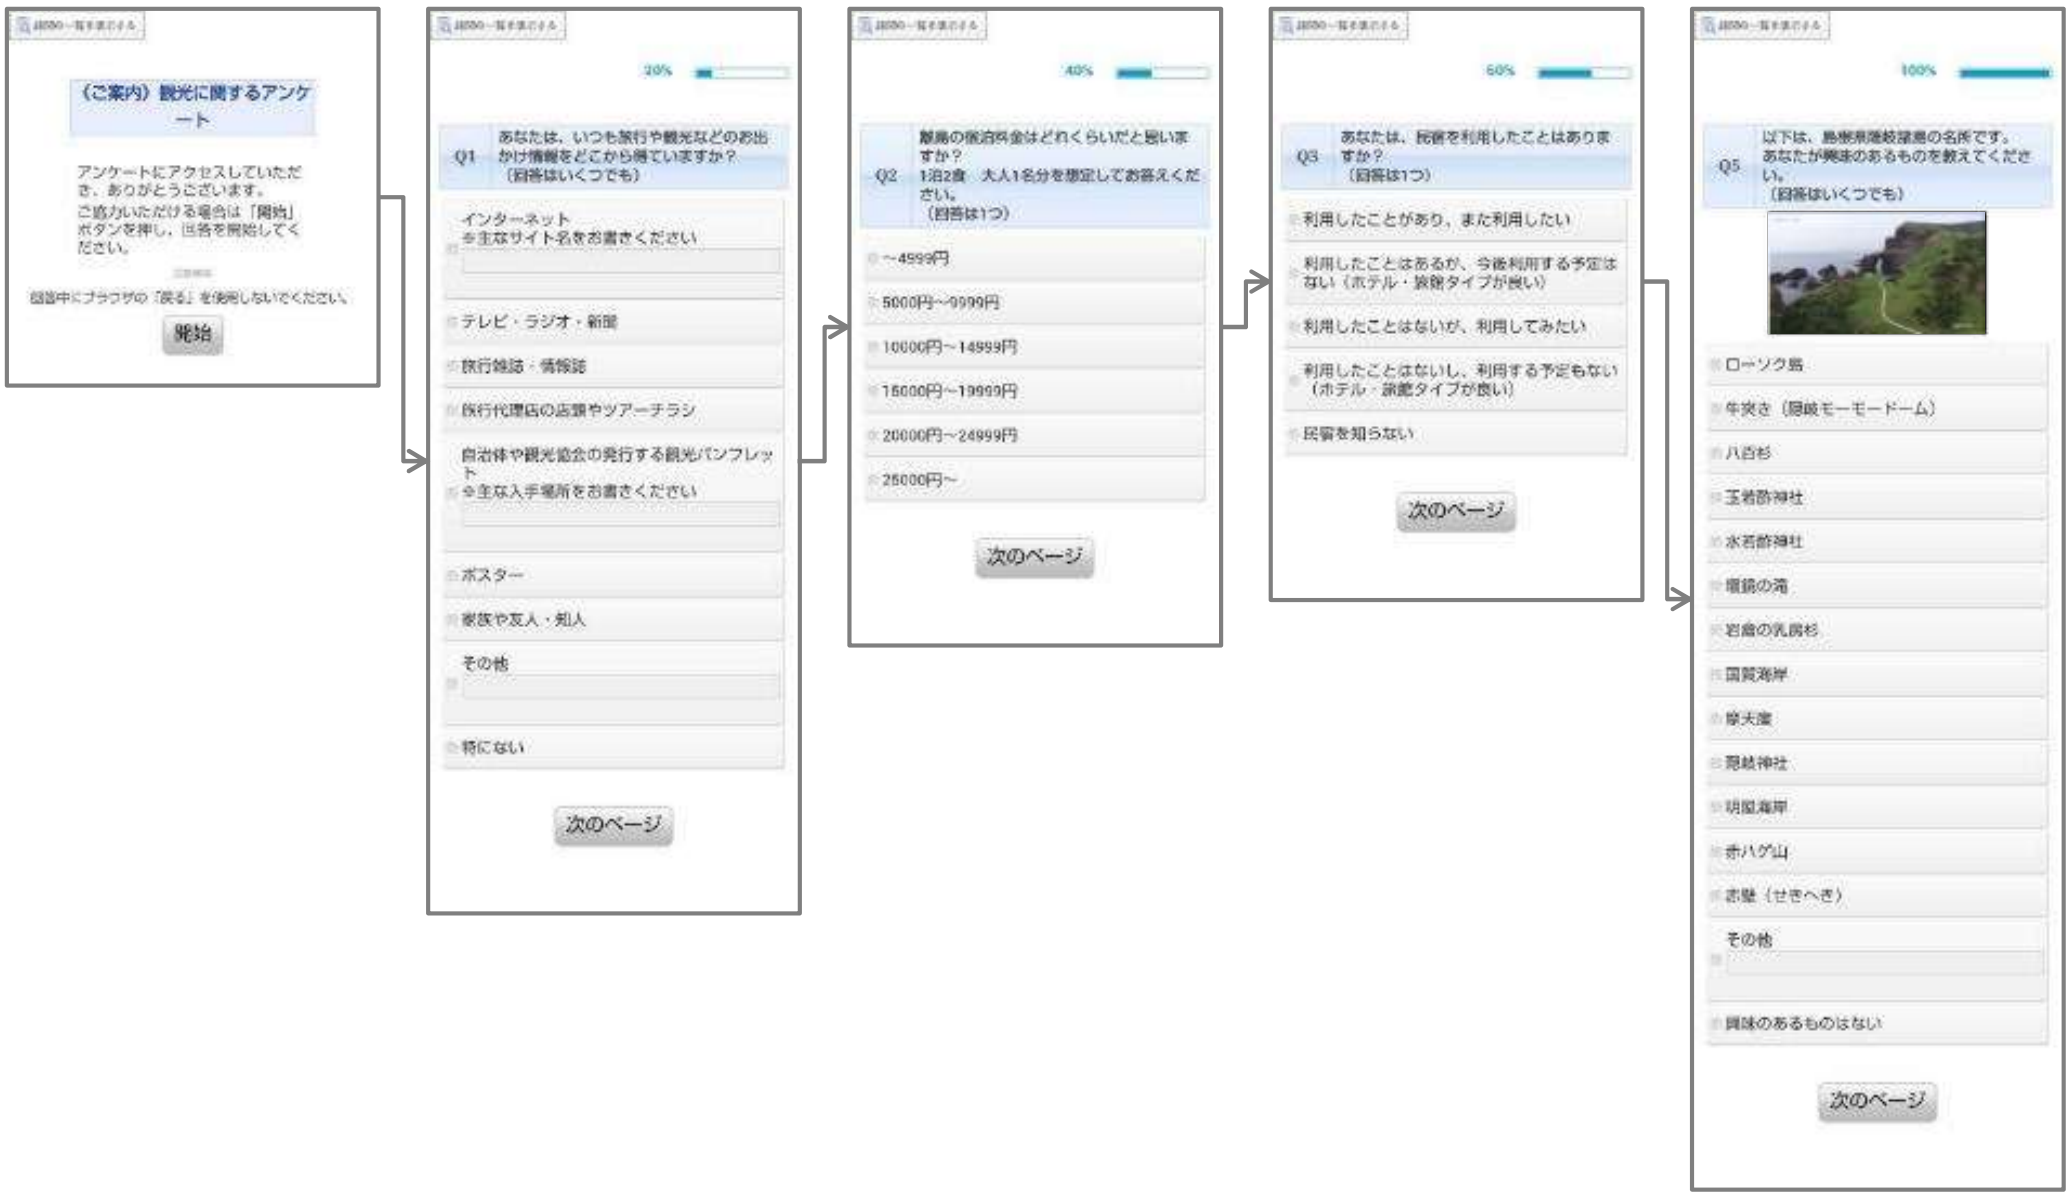 （ご案内）観光に関するアンケ
ート
アンケートにアクセスしていただ
き、ありがとうございます。
ご協力いただける場合は「開始」
ボタンを押し、回答を開始してく
ださい。
回答中にブラウザの「戻る」を使用しないでください。
開始
20%
Q1
あなたは、いつも旅行や観光などのお出
かけ情報をどこから得ていますか？
（回答はいくつでも）
インターネット
※主なサイト名をお書きください
テレビ・ラジオ・新聞
旅行雑誌・情報誌
旅行代理店の店頭やツアーチラシ
自治体や観光協会の発行する観光パンフレッ
ト
※主な入手場所をお書きください
ポスター
家族や友人・知人
その他
特にない
次のページ
40%
Q2
離島の宿泊料金はどれくらいだと思いま
すか？
1泊2食　大人1名分を想定してお答えくだ
さい。
（回答は1つ）
～4999円
5000円～9999円
10000円～14999円
15000円～19999円
20000円～24999円
25000円～
次のページ
60%
Q3
あなたは、民宿を利用したことはありま
すか？
（回答は1つ）
利用したことがあり、また利用したい
利用したことはあるが、今後利用する予定は
ない（ホテル・旅館タイプが良い）
利用したことはないが、利用してみたい
利用したことはないし、利用する予定もない
（ホテル・旅館タイプが良い）
民宿を知らない
次のページ
100%
Q5
以下は、島根県隠岐諸島の名所です。
あなたが興味のあるものを教えてくださ
い。
（回答はいくつでも）
ローソク島
牛突き（隠岐モーモードーム）
八百杉
玉若酢神社
水若酢神社
壇鏡の滝
岩倉の乳房杉
国賀海岸
摩天崖
隠岐神社
明屋海岸
赤ハゲ山
赤壁（せきへき）
その他
興味のあるものはない
次のページ